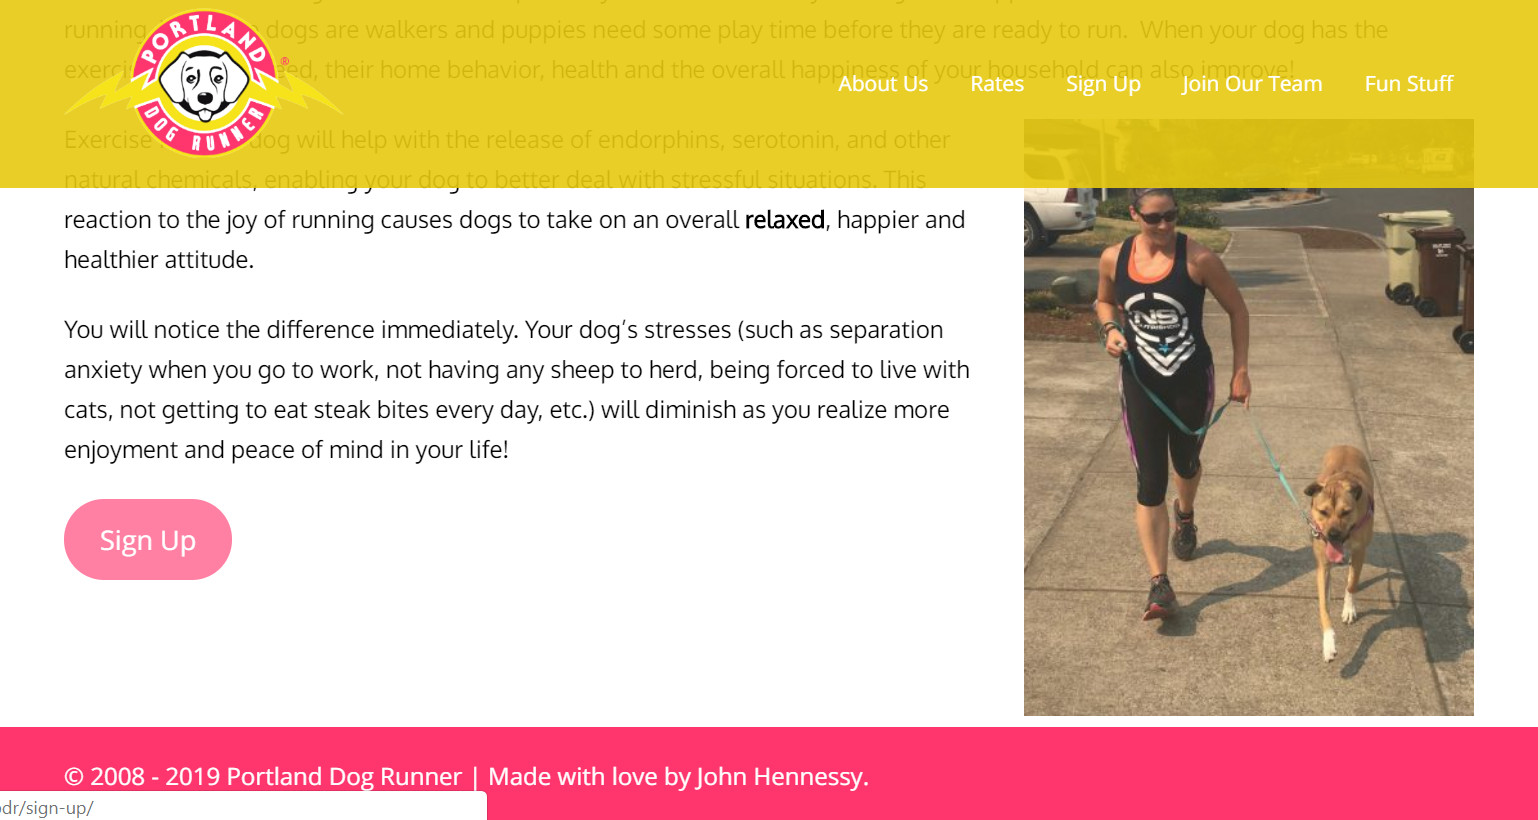 running dogs are walkers and puppies need some play time before they are ready to run. When your dog has the
exerci eed, their home behavior, health and the overall happiness of your household can also improve!
PORTLAND
DOG RUNNER
®
About Us Rates Sign Up Join Our Team Fun Stuff
Exercise dog will help with the release of endorphins, serotonin, and other
natural chemicals, enabling your dog to better deal with stressful situations. This
reaction to the joy of running causes dogs to take on an overall relaxed, happier and
healthier attitude.
You will notice the difference immediately. Your dog’s stresses (such as separation
anxiety when you go to work, not having any sheep to herd, being forced to live with
cats, not getting to eat steak bites every day, etc.) will diminish as you realize more
enjoyment and peace of mind in your life!
Sign Up
NS
© 2008 - 2019 Portland Dog Runner | Made with love by John Hennessy.
dr/sign-up/